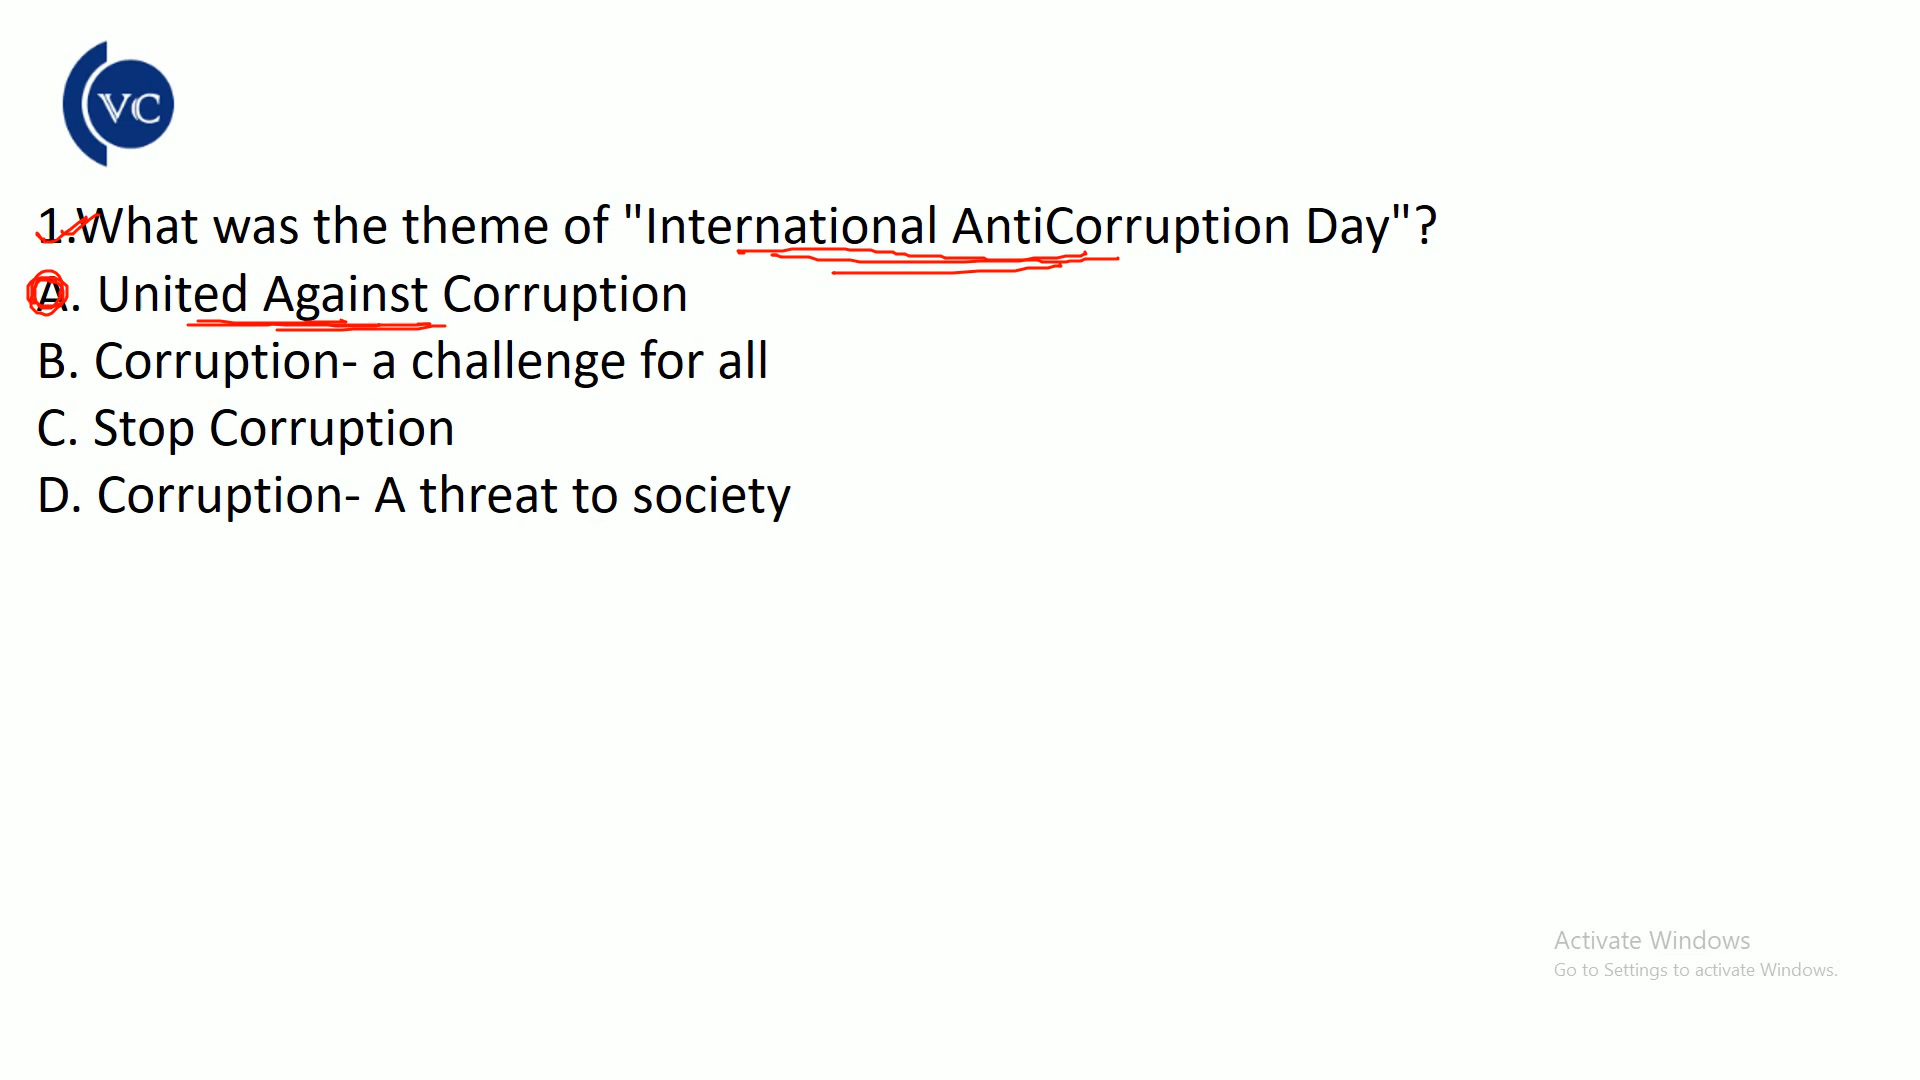 VC
1.What was the theme of "International AntiCorruption Day"?
A. United Against Corruption
B. Corruption- a challenge for all
C. Stop Corruption
D. Corruption- A threat to society
Activate Windows
Go to Settings to activate Windows.